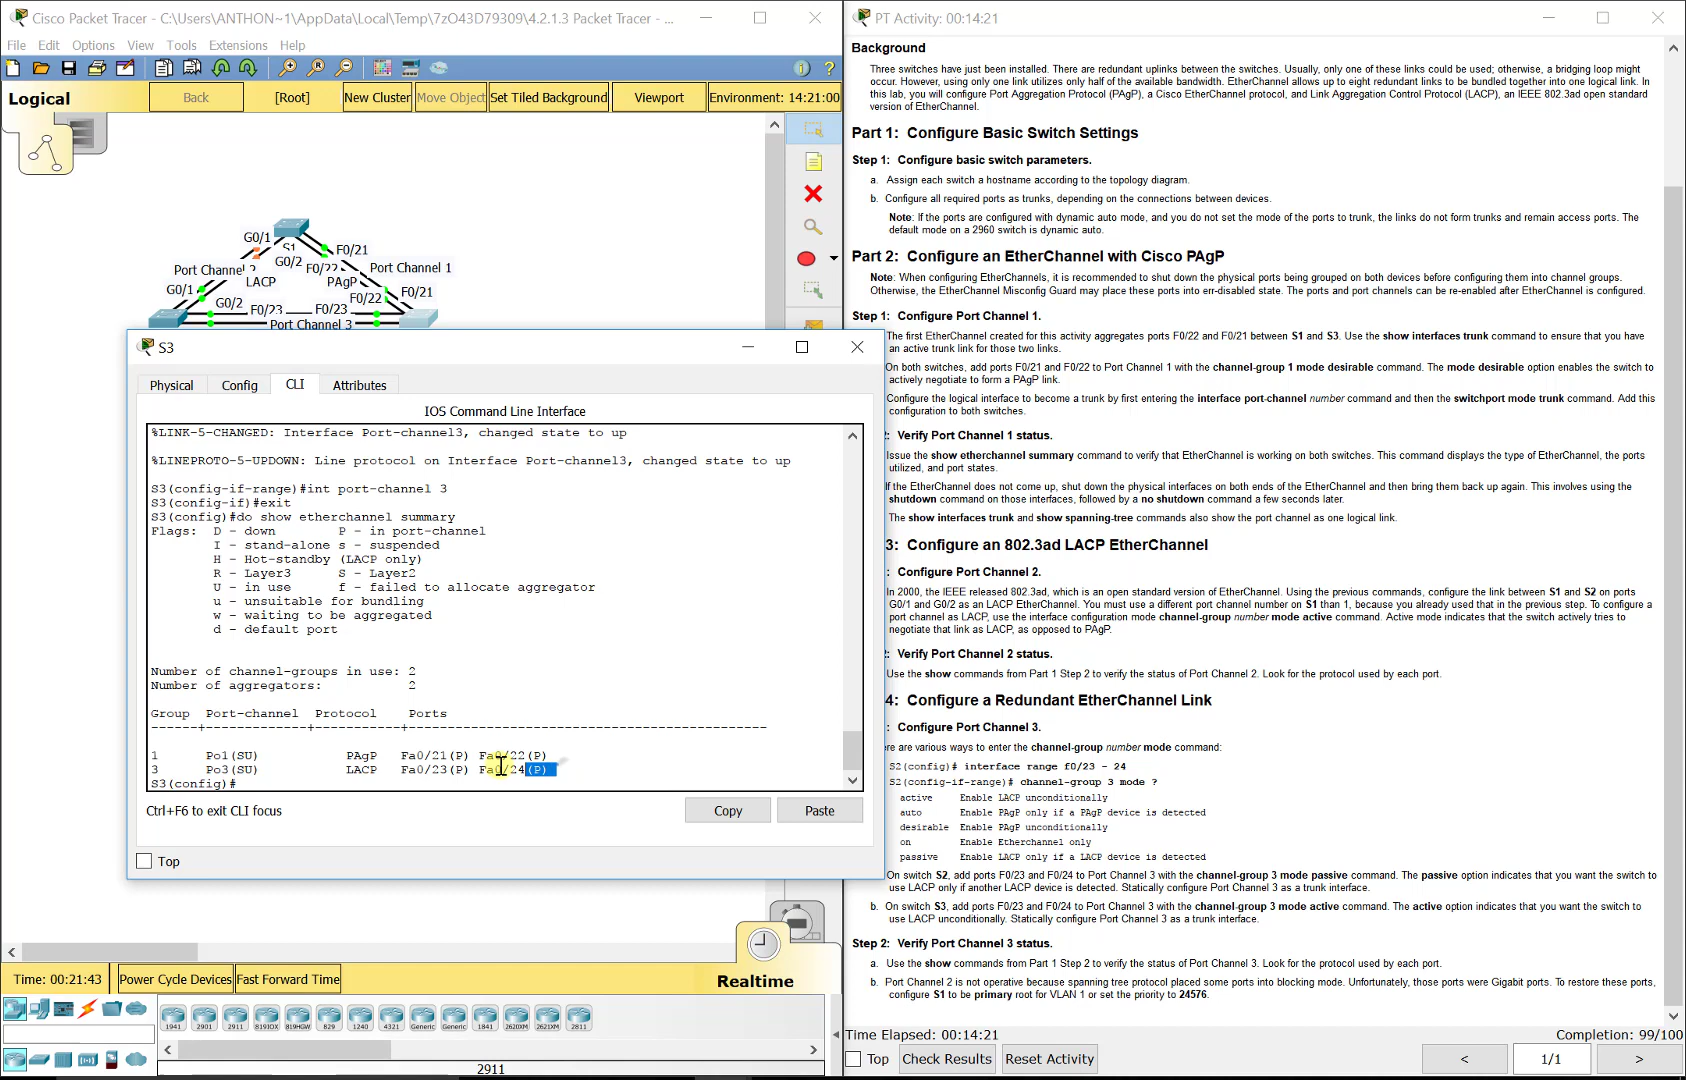 Cisco Packet Tracer - C:\Users\ANTHON~1\AppData\Local\Temp\7zO43D79309\4.2.1.3 Packet Tracer - ...
File Edit Options View Tools Extensions Help
Logical
Back
[Root]
New Cluster
Move Object
Set Tiled Background
Viewport
Environment: 14:21:00
G0/1
S1
F0/21
G0/2
F0/22
Port Channel 2
Port Channel 1
LACP
PAgP
G0/1
F0/22
F0/21
G0/2
F0/23
F0/23
Port Channel 3
S3
Physical
Config
CLI
Attributes
IOS Command Line Interface
%LINK-5-CHANGED: Interface Port-channel3, changed state to up
%LINEPROTO-5-UPDOWN: Line protocol on Interface Port-channel3, changed state to up
S3(config-if-range)#int port-channel 3
S3(config-if)#exit
S3(config)#do show etherchannel summary
Flags:  D - down        P - in port-channel
I - stand-alone s - suspended
H - Hot-standby (LACP only)
R - Layer3      S - Layer2
U - in use      f - failed to allocate aggregator
u - unsuitable for bundling
w - waiting to be aggregated
d - default port
Number of channel-groups in use: 2
Number of aggregators:           2
Group  Port-channel  Protocol    Ports
------+-------------+-----------+----------------------------------------------
1      Po1(SU)           PAgP   Fa0/21(P) Fa0/22(P)
3      Po3(SU)           LACP   Fa0/23(P) Fa0/24(P)
S3(config)#
Ctrl+F6 to exit CLI focus
Copy
Paste
Top
Time: 00:21:43
Power Cycle Devices
Fast Forward Time
Realtime
1941 2901 2911 819IOX 819HGW 829 1240 4321 Generic Generic 1841 2620XM 2621XM 2811
2911
PT Activity: 00:14:21
Background
Three switches have just been installed. There are redundant uplinks between the switches. Usually, only one of these links could be used; otherwise, a bridging loop might
occur. However, using only one link utilizes only half of the available bandwidth. EtherChannel allows up to eight redundant links to be bundled together into one logical link. In
this lab, you will configure Port Aggregation Protocol (PAgP), a Cisco EtherChannel protocol, and Link Aggregation Control Protocol (LACP), an IEEE 802.3ad open standard
version of EtherChannel.
Part 1: Configure Basic Switch Settings
Step 1: Configure basic switch parameters.
a. Assign each switch a hostname according to the topology diagram.
b. Configure all required ports as trunks, depending on the connections between devices.
Note: If the ports are configured with dynamic auto mode, and you do not set the mode of the ports to trunk, the links do not form trunks and remain access ports. The
default mode on a 2960 switch is dynamic auto.
Part 2: Configure an EtherChannel with Cisco PAgP
Note: When configuring EtherChannels, it is recommended to shut down the physical ports being grouped on both devices before configuring them into channel groups.
Otherwise, the EtherChannel Misconfig Guard may place these ports into err-disabled state. The ports and port channels can be re-enabled after EtherChannel is configured.
Step 1: Configure Port Channel 1.
The first EtherChannel created for this activity aggregates ports F0/22 and F0/21 between S1 and S3. Use the show interfaces trunk command to ensure that you have
an active trunk link for those two links.
On both switches, add ports F0/21 and F0/22 to Port Channel 1 with the channel-group 1 mode desirable command. The mode desirable option enables the switch to
actively negotiate to form a PAgP link.
Configure the logical interface to become a trunk by first entering the interface port-channel number command and then the switchport mode trunk command. Add this
configuration to both switches.
: Verify Port Channel 1 status.
Issue the show etherchannel summary command to verify that EtherChannel is working on both switches. This command displays the type of EtherChannel, the ports
utilized, and port states.
If the EtherChannel does not come up, shut down the physical interfaces on both ends of the EtherChannel and then bring them back up again. This involves using the
shutdown command on those interfaces, followed by a no shutdown command a few seconds later.
The show interfaces trunk and show spanning-tree commands also show the port channel as one logical link.
3: Configure an 802.3ad LACP EtherChannel
: Configure Port Channel 2.
In 2000, the IEEE released 802.3ad, which is an open standard version of EtherChannel. Using the previous commands, configure the link between S1 and S2 on ports
G0/1 and G0/2 as an LACP EtherChannel. You must use a different port channel number on S1 than 1, because you already used that in the previous step. To configure a
port channel as LACP, use the interface configuration mode channel-group number mode active command. Active mode indicates that the switch actively tries to
negotiate that link as LACP, as opposed to PAgP.
: Verify Port Channel 2 status.
Use the show commands from Part 1 Step 2 to verify the status of Port Channel 2. Look for the protocol used by each port.
4: Configure a Redundant EtherChannel Link
: Configure Port Channel 3.
ere are various ways to enter the channel-group number mode command:
S2(config)# interface range f0/23 - 24
S2(config-if-range)# channel-group 3 mode ?
active     Enable LACP unconditionally
auto       Enable PAgP only if a PAgP device is detected
desirable  Enable PAgP unconditionally
on         Enable Etherchannel only
passive    Enable LACP only if a LACP device is detected
On switch S2, add ports F0/23 and F0/24 to Port Channel 3 with the channel-group 3 mode passive command. The passive option indicates that you want the switch to
use LACP only if another LACP device is detected. Statically configure Port Channel 3 as a trunk interface.
b. On switch S3, add ports F0/23 and F0/24 to Port Channel 3 with the channel-group 3 mode active command. The active option indicates that you want the switch to
use LACP unconditionally. Statically configure Port Channel 3 as a trunk interface.
Step 2: Verify Port Channel 3 status.
a. Use the show commands from Part 1 Step 2 to verify the status of Port Channel 3. Look for the protocol used by each port.
b. Port Channel 2 is not operative because spanning tree protocol placed some ports into blocking mode. Unfortunately, those ports were Gigabit ports. To restore these ports,
configure S1 to be primary root for VLAN 1 or set the priority to 24576.
Time Elapsed: 00:14:21
Completion: 99/100
Top
Check Results
Reset Activity
<
1/1
>